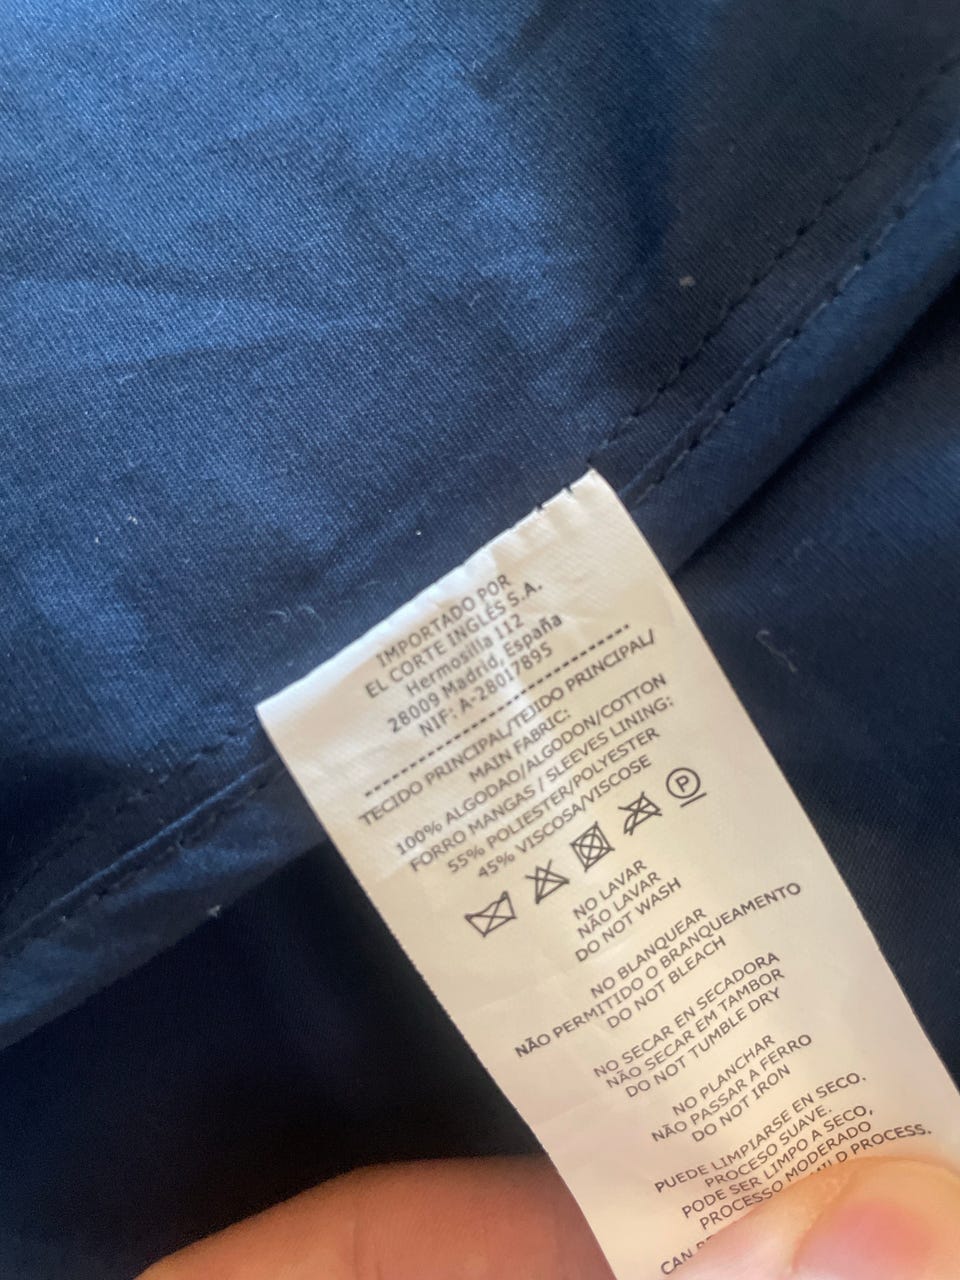 IMPORTADO POR
EL CORTE INGLÉS S.A.
Hermosilla 112
28009 Madrid, España
NIF: A-28017895
TECIDO PRINCIPAL/TEJIDO PRINCIPAL/
MAIN FABRIC:
100% ALGODAO/ALGODON/COTTON
FORRO MANGAS / SLEEVES LINING:
55% POLIESTER/POLYESTER
45% VISCOSA/VISCOSE
P
NO LAVAR
NÃO LAVAR
DO NOT WASH
NO BLANQUEAR
NÃO PERMITIDO O BRANQUEAMENTO
DO NOT BLEACH
NO SECAR EN SECADORA
NÃO SECAR EM TAMBOR
DO NOT TUMBLE DRY
NO PLANCHAR
NÃO PASSAR A FERRO
DO NOT IRON
PUEDE LIMPIARSE EN SECO.
PROCESO SUAVE.
PODE SER LIMPO A SECO,
PROCESSO MODERADO
CAN PROCESS.